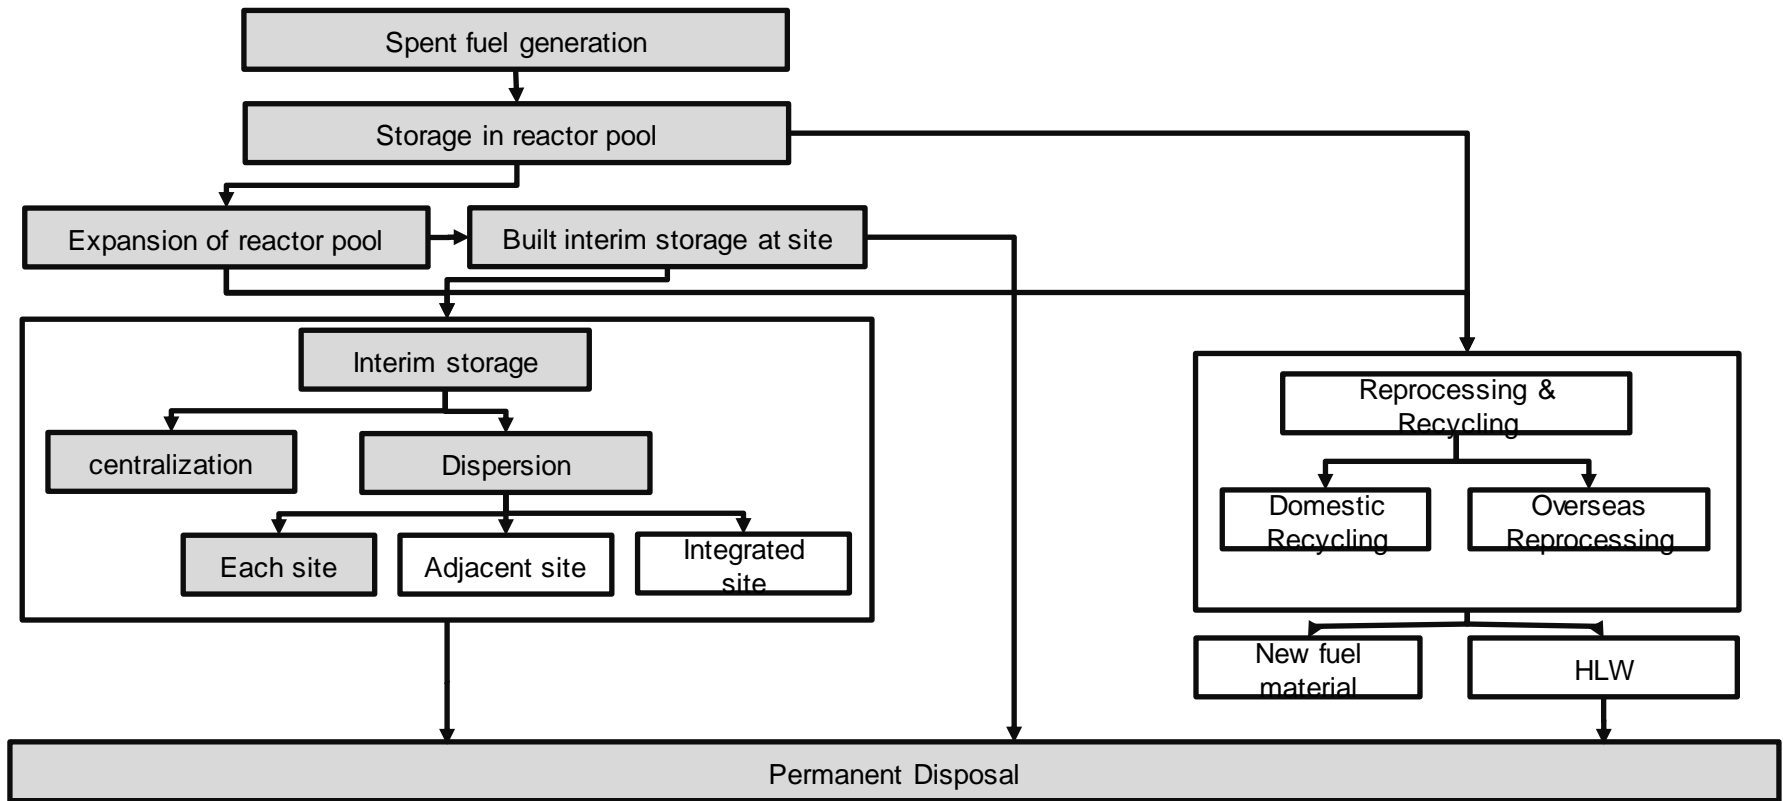 Spent fuel generation
Storage in reactor pool
Expansion of reactor pool
Built interim storage at site
Interim storage
centralization
Dispersion
Each site
Adjacent site
Integrated
site
Reprocessing &
Recycling
Domestic
Recycling
Overseas
Reprocessing
New fuel
material
HLW
Permanent Disposal